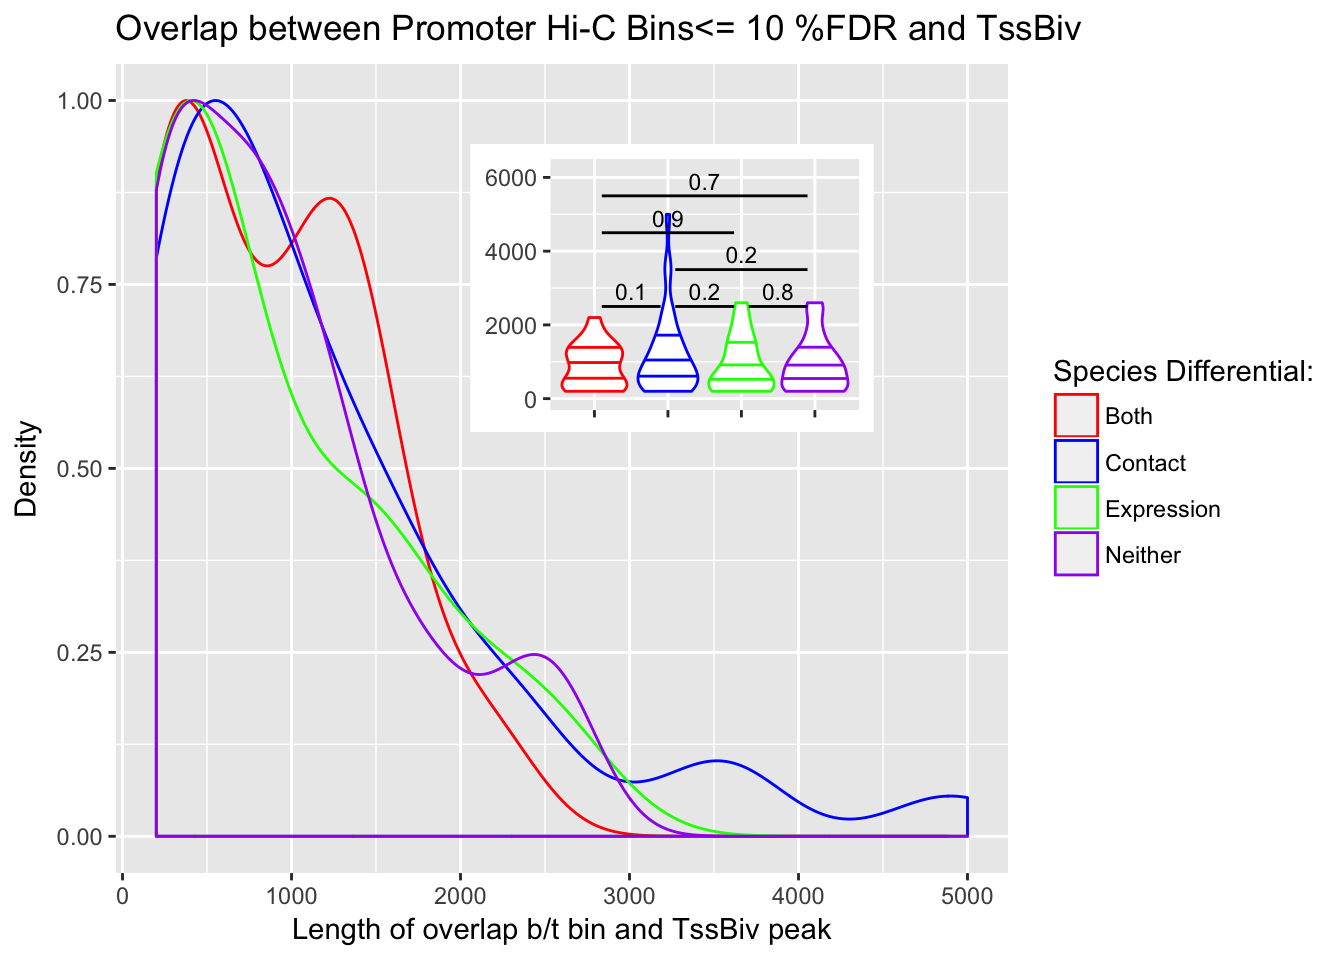 Overlap between Promoter Hi-C Bins<= 10 %FDR and TssBiv
1.00
0.75
0.50
0.25
0.00
Density
0
1000
2000
3000
4000
5000
Length of overlap b/t bin and TssBiv peak
6000
4000
2000
0
0.7
0.9
0.2
0.1
0.2
0.8
Species Differential:
Both
Contact
Expression
Neither